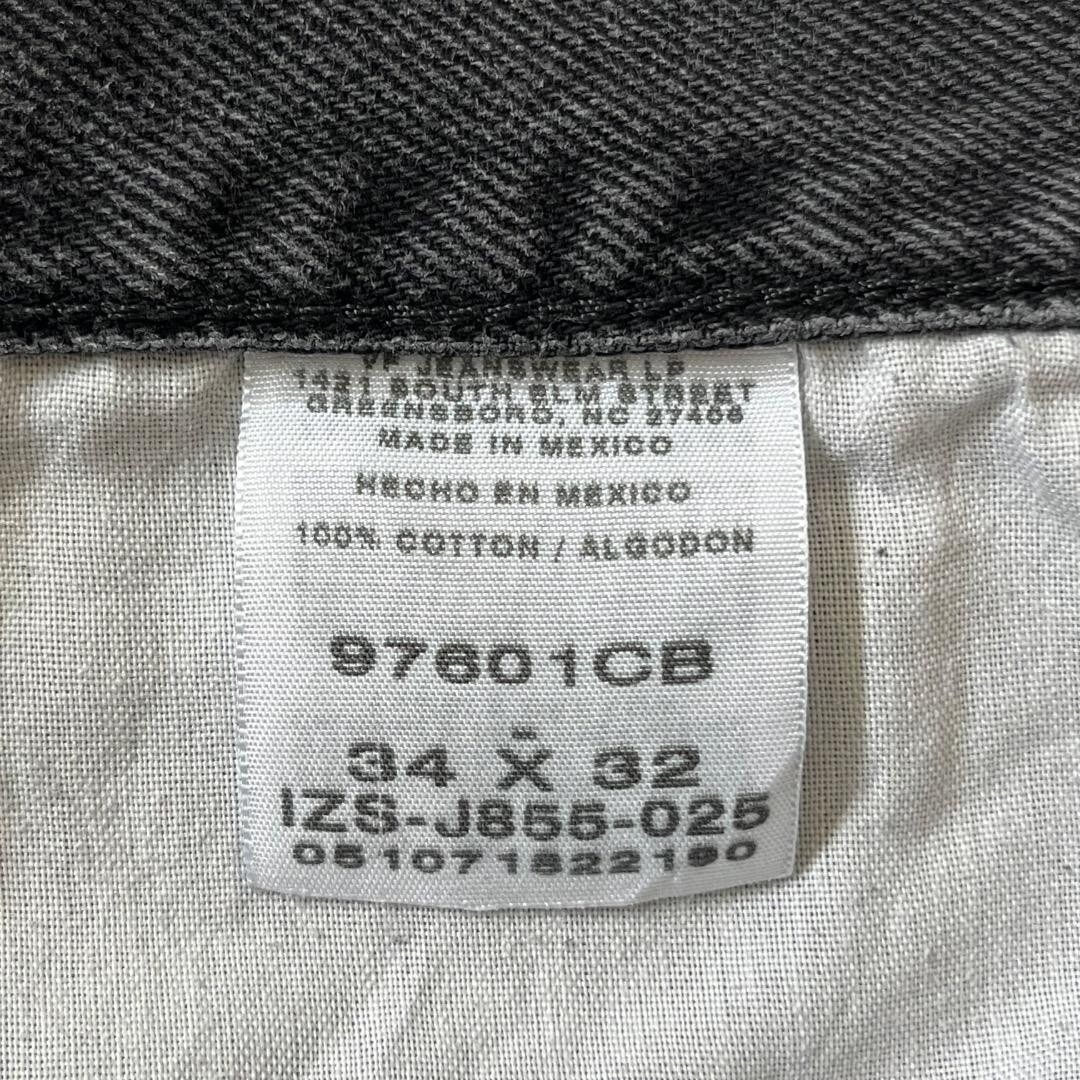 VF JEANSWEAR LP
1421 SOUTH ELM STREET
GREENSBORO, NC 27406
MADE IN MEXICO
HECHO EN MEXICO
100% COTTON / ALGODON
97601CB
34 X 32
IZS-J855-025
051071822190